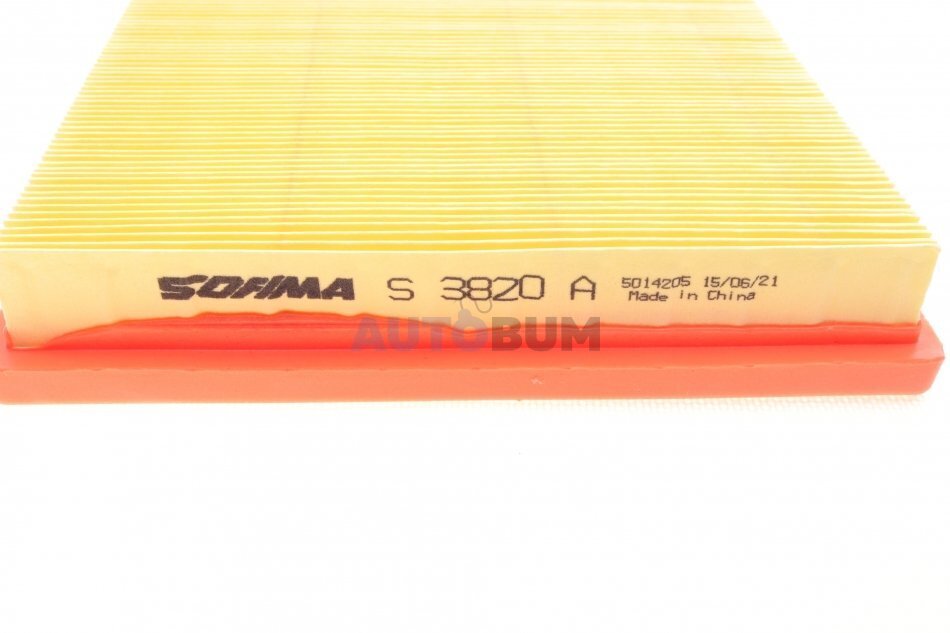 SOFIMA S 3820 A 5014205 15/06/21
Made in China
AUTOBUM